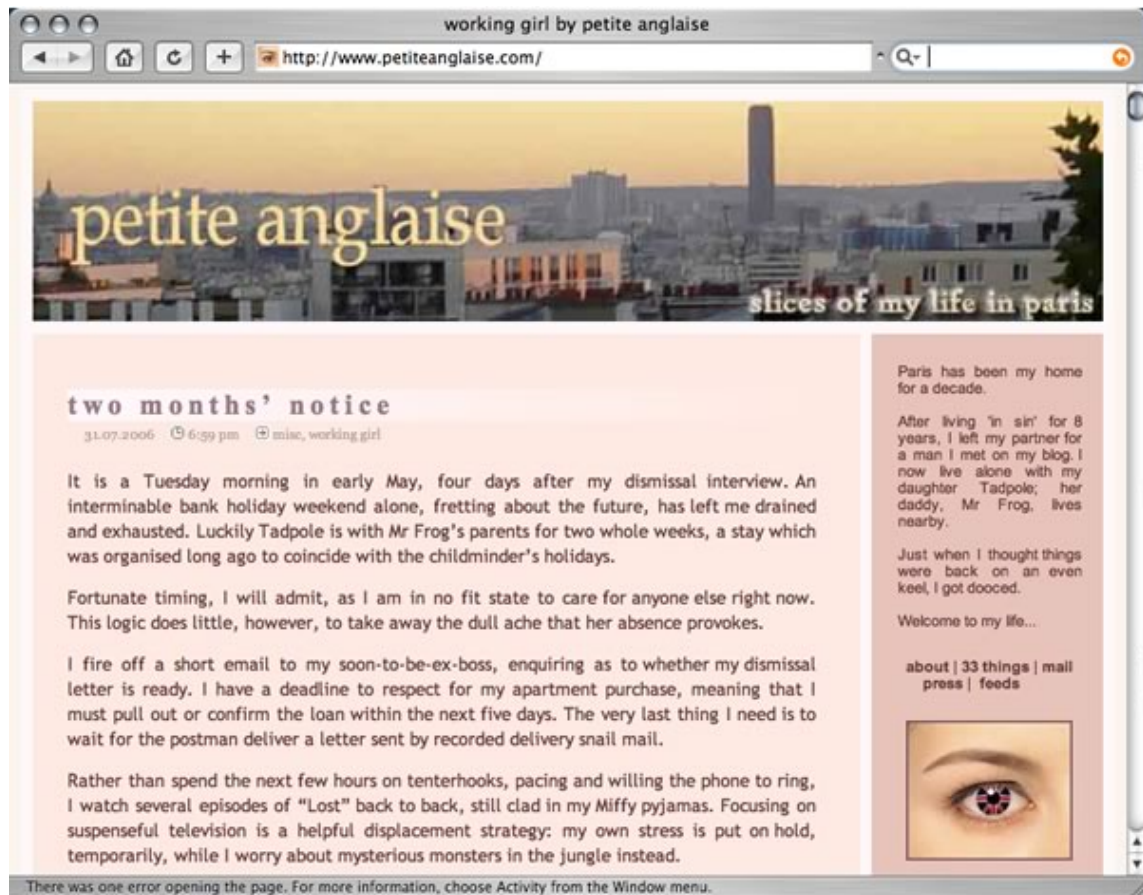 working girl by petite anglaise
http://www.petiteanglaise.com/
petite anglaise
slices of my life in paris
two months' notice
31.07.2006 6:59 pm misc, working girl
It is a Tuesday morning in early May, four days after my dismissal interview. An
interminable bank holiday weekend alone, fretting about the future, has left me drained
and exhausted. Luckily Tadpole is with Mr Frog's parents for two whole weeks, a stay which
was organised long ago to coincide with the childminder's holidays.
Fortunate timing, I will admit, as I am in no fit state to care for anyone else right now.
This logic does little, however, to take away the dull ache that her absence provokes.
I fire off a short email to my soon-to-be-ex-boss, enquiring as to whether my dismissal
letter is ready. I have a deadline to respect for my apartment purchase, meaning that I
must pull out or confirm the loan within the next five days. The very last thing I need is to
wait for the postman deliver a letter sent by recorded delivery snail mail.
Rather than spend the next few hours on tenterhooks, pacing and willing the phone to ring,
I watch several episodes of "Lost" back to back, still clad in my Miffy pyjamas. Focusing on
suspenseful television is a helpful displacement strategy: my own stress is put on hold,
temporarily, while I worry about mysterious monsters in the jungle instead.
Paris has been my home
for a decade.
After living 'in sin' for 8
years, I left my partner for
a man I met on my blog. I
now live alone with my
daughter Tadpole; her
daddy, Mr Frog, lives
nearby.
Just when I thought things
were back on an even
keel, I got dooced.
Welcome to my life...
about | 33 things | mail
press | feeds
There was one error opening the page. For more information, choose Activity from the Window menu.